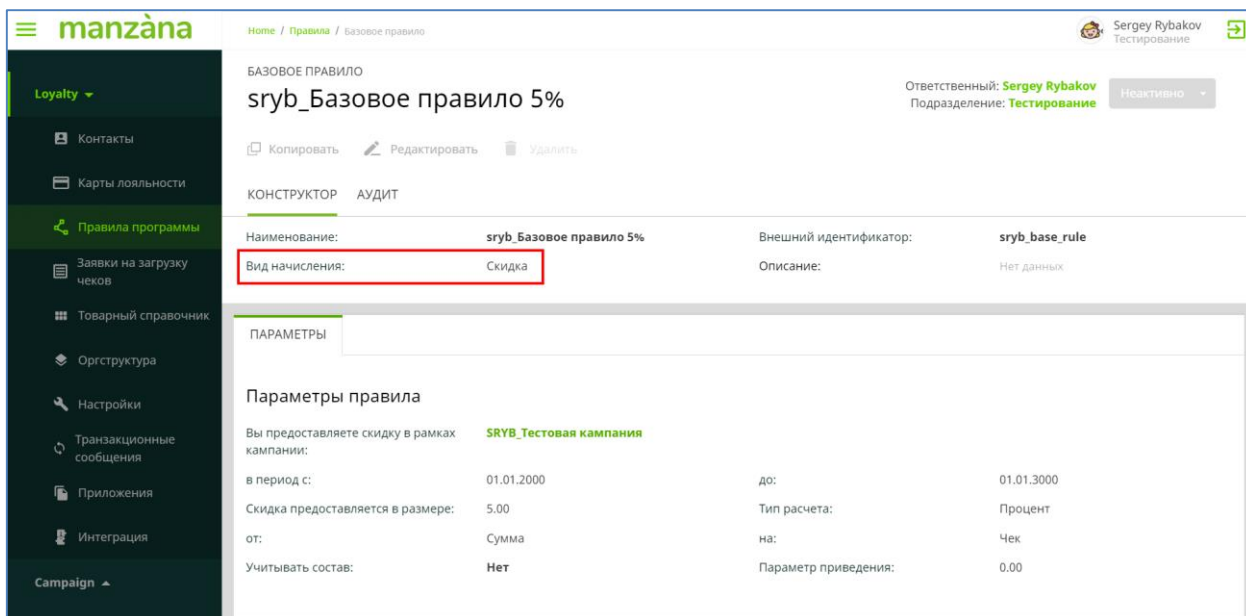 manzàna
Home / Правила / Базовое правило
Sergey Rybakov
Тестирование
Loyalty
Контакты
Карты лояльности
Правила программы
Заявки на загрузку
чеков
Товарный справочник
Оргструктура
Настройки
Транзакционные
сообщения
Приложения
Интеграция
Campaign
БАЗОВОЕ ПРАВИЛО
sryb_Базовое правило 5%
Ответственный: Sergey Rybakov
Подразделение: Тестирование
Неактивно
Копировать Редактировать Удалить
КОНСТРУКТОР АУДИТ
Наименование: sryb_Базовое правило 5% Внешний идентификатор: sryb_base_rule
Вид начисления: Скидка Описание: Нет данных
ПАРАМЕТРЫ
Параметры правила
Вы предоставляете скидку в рамках SRYB_Тестовая кампания
кампании:
в период с: 01.01.2000 до: 01.01.3000
Скидка предоставляется в размере: 5.00 Тип расчета: Процент
от: Сумма на: Чек
Учитывать состав: Нет Параметр приведения: 0.00